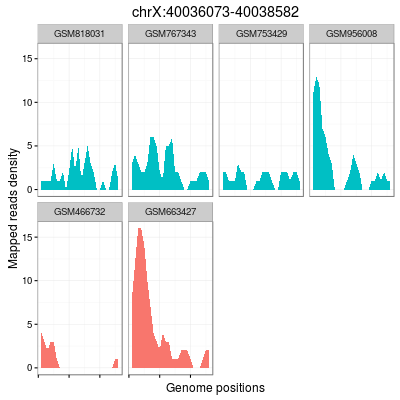 chrX:40036073-40038582
GSM818031 GSM767343 GSM753429 GSM956008
15
10
5
0
GSM466732 GSM663427
15
10
5
0
Mapped reads density
Genome positions